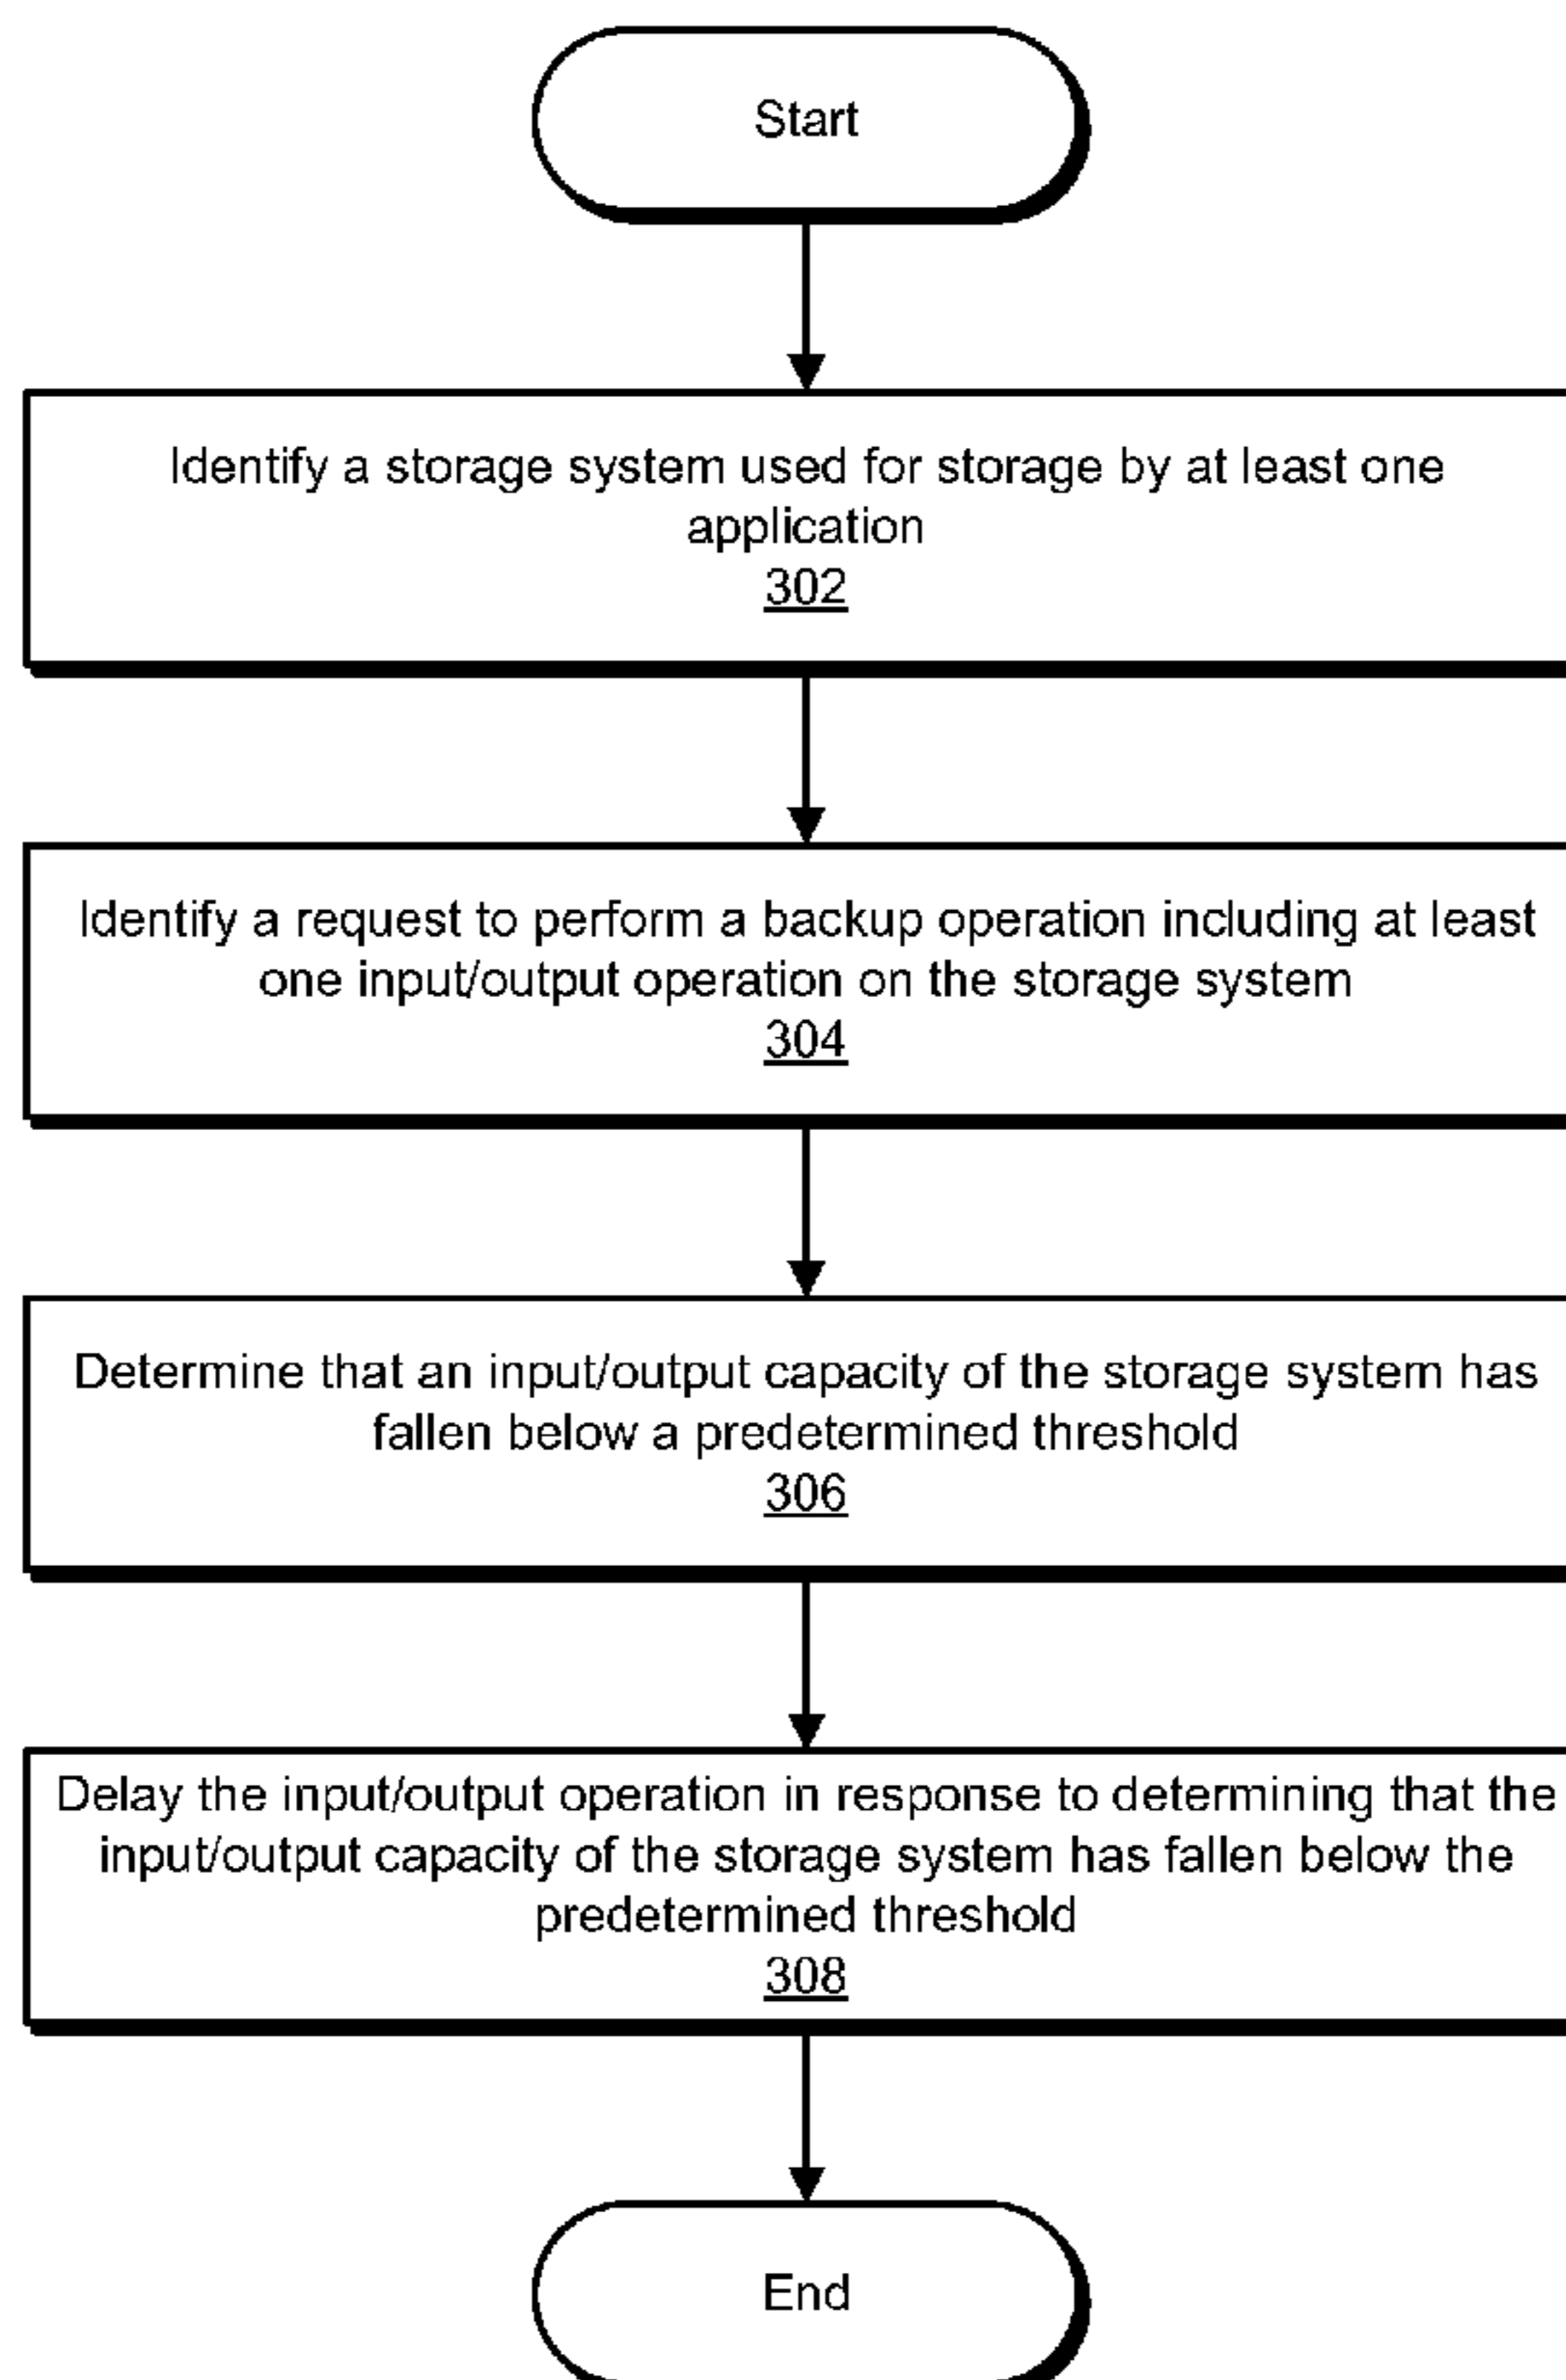 Start
Identify a storage system used for storage by at least one
application
302
Identify a request to perform a backup operation including at least
one input/output operation on the storage system
304
Determine that an input/output capacity of the storage system has
fallen below a predetermined threshold
306
Delay the input/output operation in response to determining that the
input/output capacity of the storage system has fallen below the
predetermined threshold
308
End